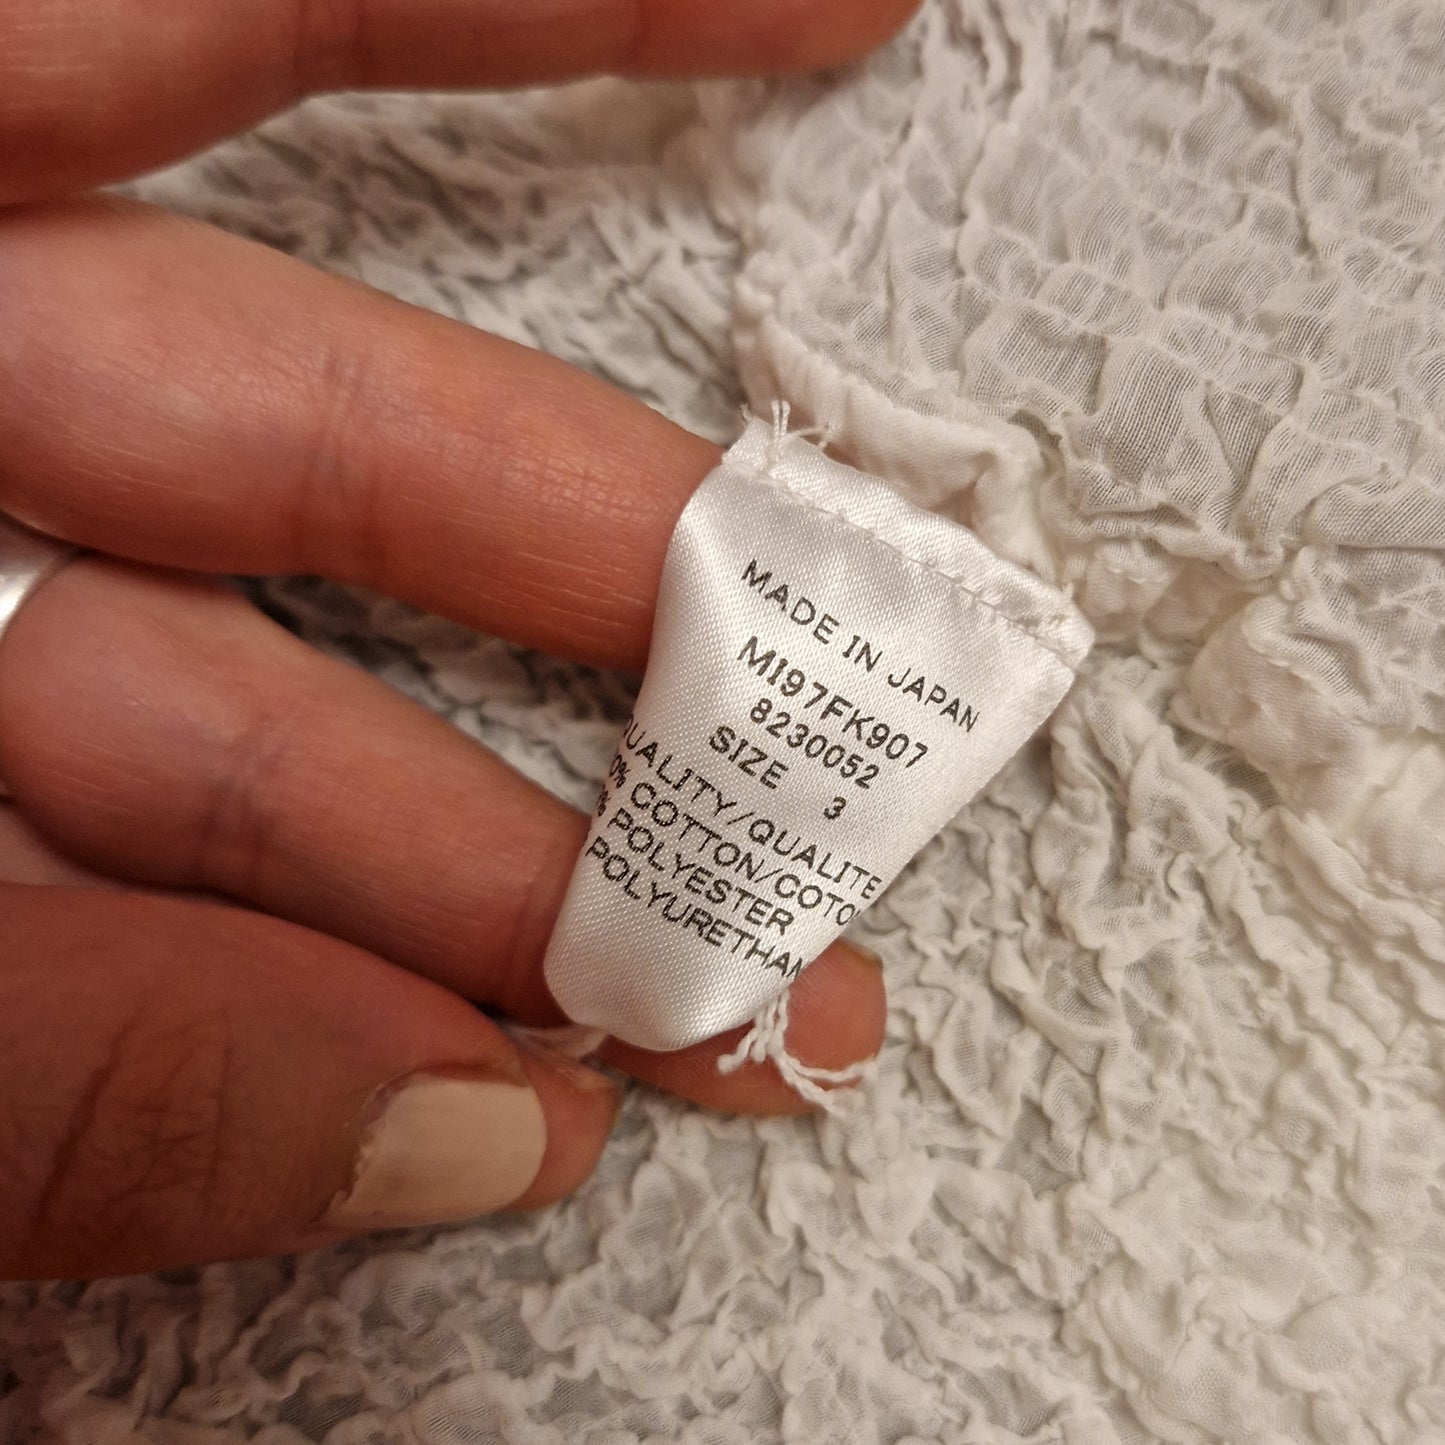 MADE IN JAPAN
MI97FK907
8230052
SIZE 3
QUALITY/QUALITE
0% COTTON/COTO
% POLYESTER
POLYURETHAN